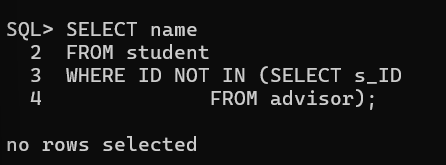 SQL> SELECT name
  2  FROM student
  3  WHERE ID NOT IN (SELECT s_ID
  4                   FROM advisor);
no rows selected